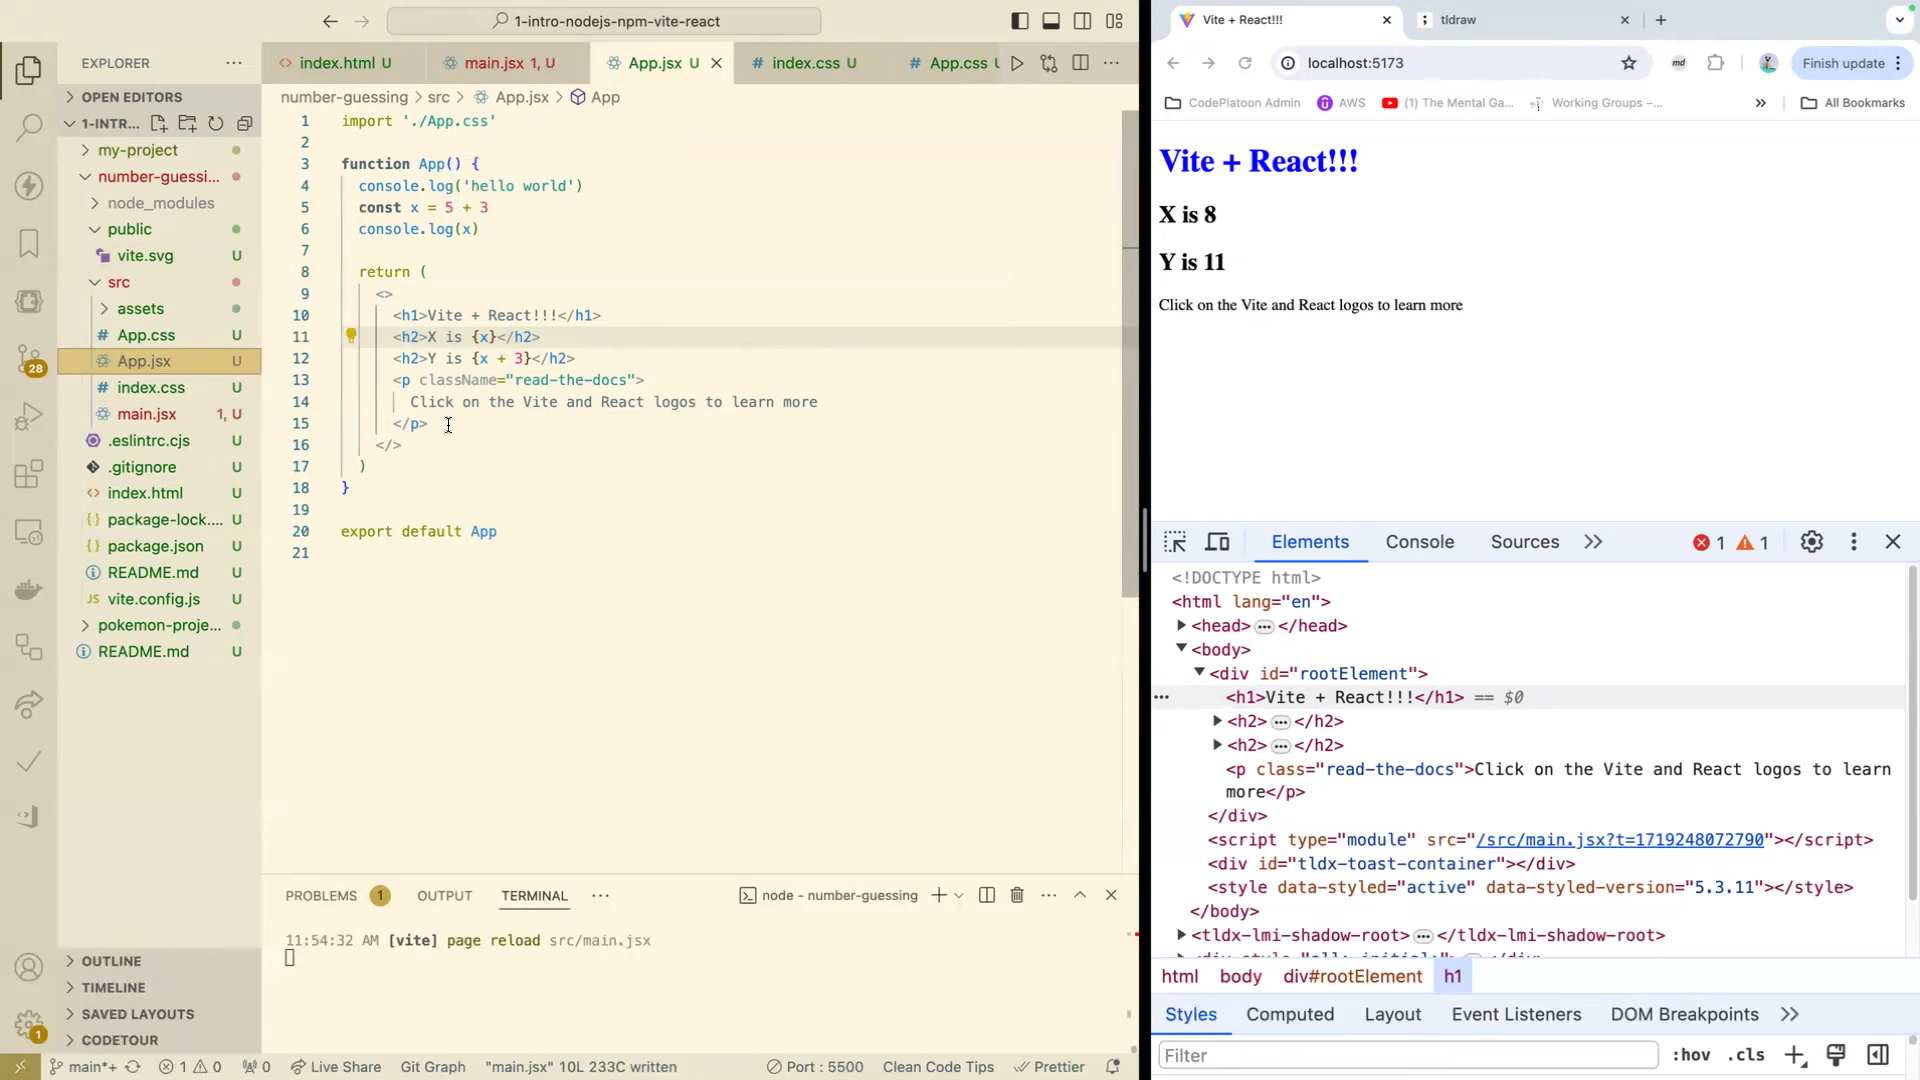 1-intro-nodejs-npm-vite-react
EXPLORER
OPEN EDITORS
1-INTR...
my-project
number-guessi...
node_modules
public
vite.svg U
src
assets
App.css U
App.jsx U
index.css U
main.jsx 1, U
.eslintrc.cjs U
.gitignore U
index.html U
package-lock.... U
package.json U
README.md U
vite.config.js U
pokemon-proje...
README.md U
OUTLINE
TIMELINE
SAVED LAYOUTS
CODETOUR
28
1
index.html U
main.jsx 1, U
App.jsx U
index.css U
App.css U
number-guessing > src > App.jsx > App
1 import './App.css'
2
3 function App() {
4 console.log('hello world')
5 const x = 5 + 3
6 console.log(x)
7
8 return (
9 <>
10 <h1>Vite + React!!!</h1>
11 <h2>X is {x}</h2>
12 <h2>Y is {x + 3}</h2>
13 <p className="read-the-docs">
14 Click on the Vite and React logos to learn more
15 </p>
16 </>
17 )
18 }
19
20 export default App
21
PROBLEMS 1 OUTPUT TERMINAL
node - number-guessing
11:54:32 AM [vite] page reload src/main.jsx
main*+ 1 0 0 Live Share Git Graph "main.jsx" 10L 233C written Port : 5500 Clean Code Tips Prettier
Vite + React!!!
tldraw
localhost:5173
md
Finish update
CodePlatoon Admin
AWS
(1) The Mental Ga...
Working Groups –...
All Bookmarks
Vite + React!!!
X is 8
Y is 11
Click on the Vite and React logos to learn more
Elements Console Sources 1 1
<!DOCTYPE html>
<html lang="en">
<head> ••• </head>
<body>
<div id="rootElement">
••• <h1>Vite + React!!!</h1> == $0
<h2> ••• </h2>
<h2> ••• </h2>
<p class="read-the-docs">Click on the Vite and React logos to learn
more</p>
</div>
<script type="module" src="/src/main.jsx?t=1719248072790"></script>
<div id="tldx-toast-container"></div>
<style data-styled="active" data-styled-version="5.3.11"></style>
</body>
<tldx-lmi-shadow-root> ••• </tldx-lmi-shadow-root>
html body div#rootElement h1
Styles Computed Layout Event Listeners DOM Breakpoints
Filter :hov .cls